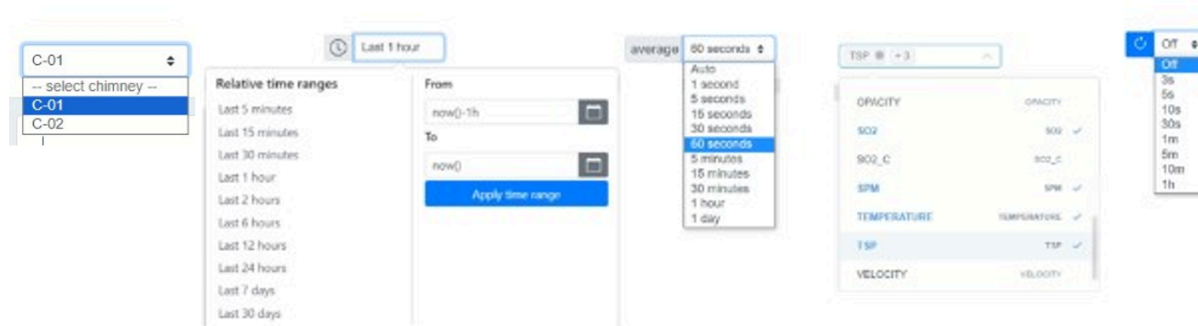 C-01
-- select chimney --
C-01
C-02
Last 1 hour
Relative time ranges
Last 5 minutes
Last 15 minutes
Last 30 minutes
Last 1 hour
Last 2 hours
Last 6 hours
Last 12 hours
Last 24 hours
Last 7 days
Last 30 days
From
now()-1h
To
now()
Apply time range
average 60 seconds
Auto
1 second
5 seconds
15 seconds
30 seconds
60 seconds
5 minutes
15 minutes
30 minutes
1 hour
1 day
TSP +3
OPACITY OPACITY
SO2 SO2
SO2_C SO2_C
SPM SPM
TEMPERATURE TEMPERATURE
TSP TSP
VELOCITY VELOCITY
Off
Off
3s
5s
10s
30s
1m
5m
10m
1h